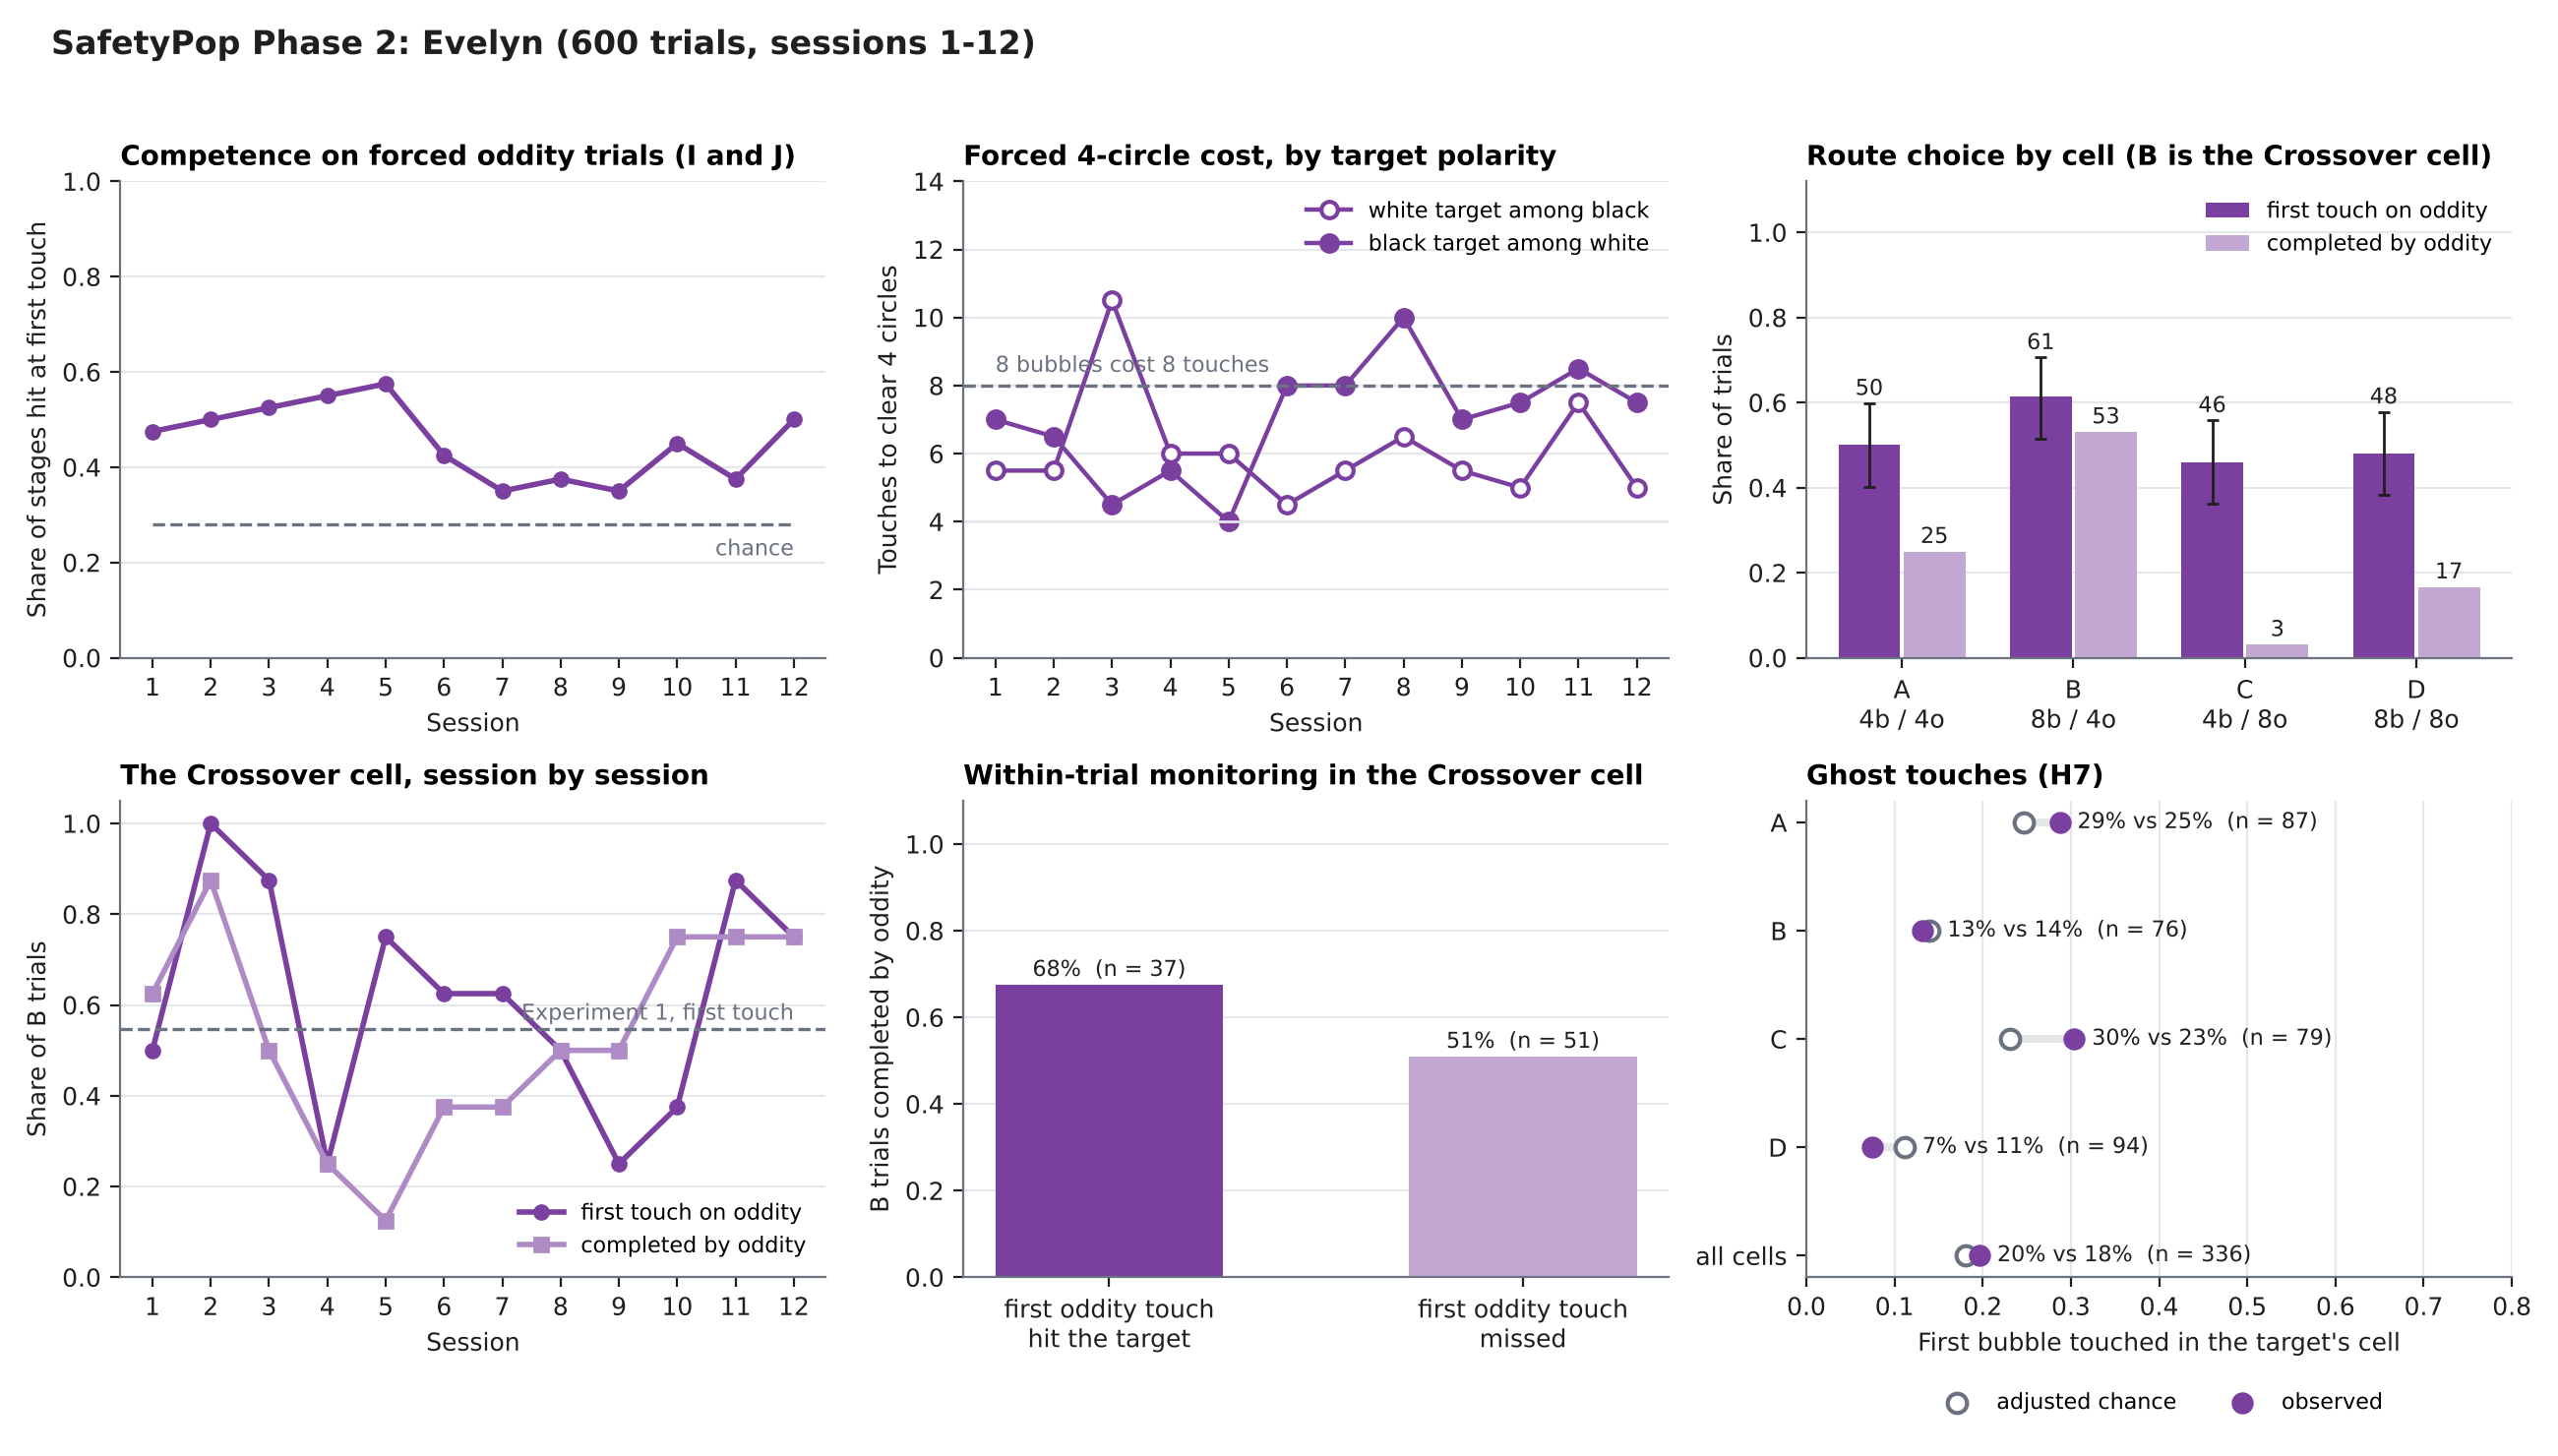 SafetyPop Phase 2: Evelyn (600 trials, sessions 1-12)
Competence on forced oddity trials (I and J)
Share of stages hit at first touch
1.0
0.8
0.6
0.4
0.2
0.0
chance
1 2 3 4 5 6 7 8 9 10 11 12
Session
Forced 4-circle cost, by target polarity
Touches to clear 4 circles
14
12
10
8
6
4
2
0
white target among black
black target among white
8 bubbles cost 8 touches
1 2 3 4 5 6 7 8 9 10 11 12
Session
Route choice by cell (B is the Crossover cell)
Share of trials
1.0
0.8
0.6
0.4
0.2
0.0
first touch on oddity
completed by oddity
50
25
61
53
46
3
48
17
A B C D
4b / 4o 8b / 4o 4b / 8o 8b / 8o
The Crossover cell, session by session
Share of B trials
1.0
0.8
0.6
0.4
0.2
0.0
Experiment 1, first touch
first touch on oddity
completed by oddity
1 2 3 4 5 6 7 8 9 10 11 12
Session
Within-trial monitoring in the Crossover cell
B trials completed by oddity
1.0
0.8
0.6
0.4
0.2
0.0
68% (n = 37)
51% (n = 51)
first oddity touch
hit the target
first oddity touch
missed
Ghost touches (H7)
A
29% vs 25% (n = 87)
B
13% vs 14% (n = 76)
C
30% vs 23% (n = 79)
D
7% vs 11% (n = 94)
all cells
20% vs 18% (n = 336)
0.0 0.1 0.2 0.3 0.4 0.5 0.6 0.7 0.8
First bubble touched in the target's cell
adjusted chance
observed